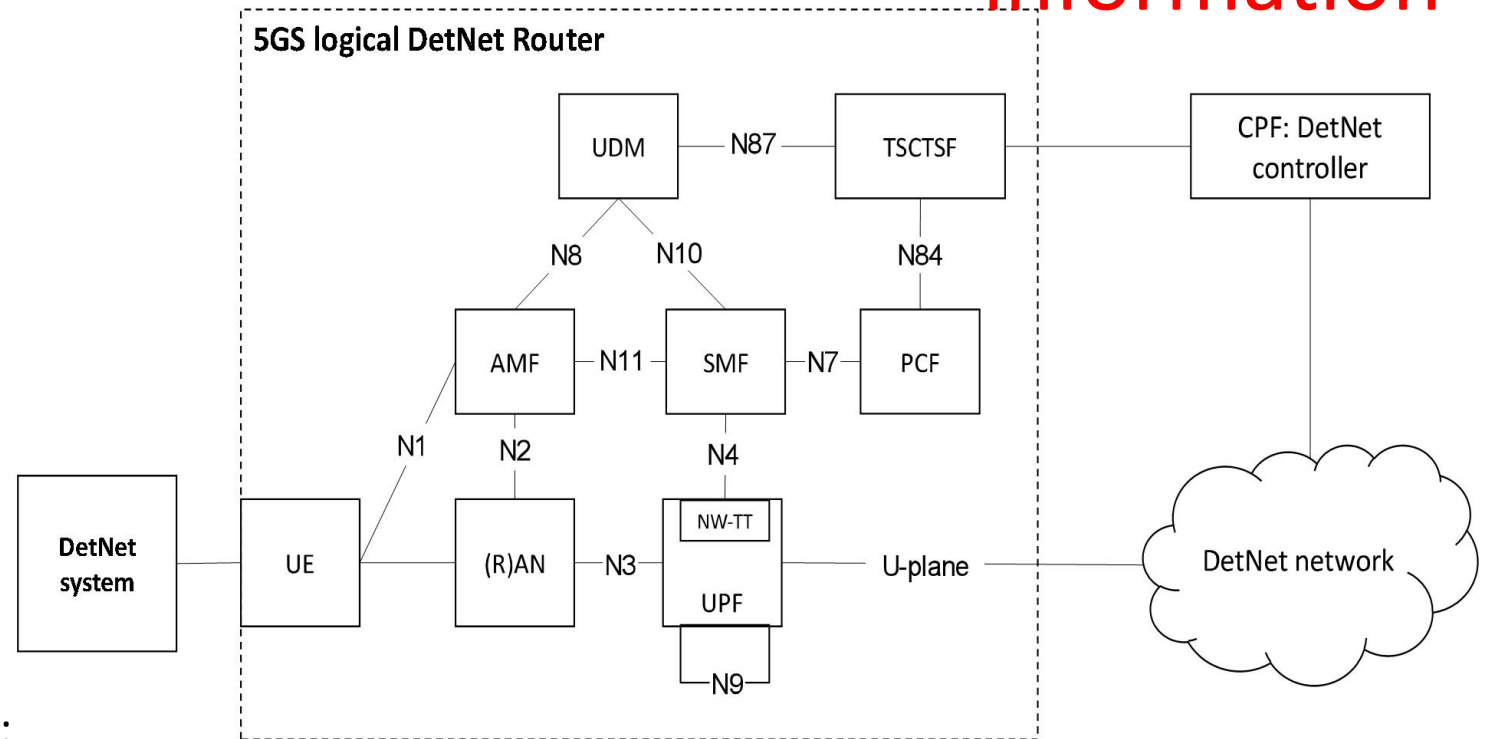 information
5GS logical DetNet Router
UDM
N87
TSCTSF
CPF: DetNet
controller
N8
N10
N84
AMF
N11
SMF
N7
PCF
N1
N2
N4
DetNet
system
UE
(R)AN
N3
NW-TT
UPF
U-plane
DetNet network
N9
: